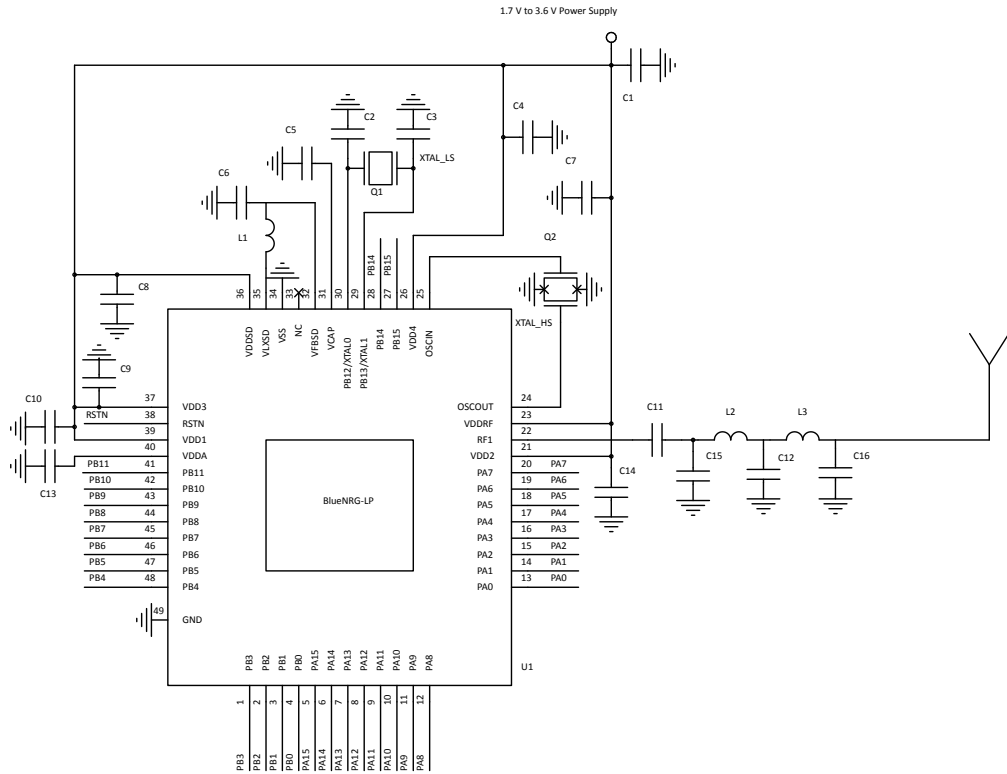 1.7 V to 3.6 V Power Supply
C1
C2
C3
C4
C5
XTAL_LS
C7
C6
Q1
L1
Q2
PB14
PB15
C8
36
35
34
33
32
31
30
29
28
27
26
25
XTAL_HS
VDDSD
VLXSD
VSS
NC
VFBSD
VCAP
PB12/XTAL0
PB13/XTAL1
PB14
PB15
VDD4
OSCIN
C9
C10
RSTN
C13
37 VDD3
38 RSTN
39 VDD1
40 VDDA
PB11 41 PB11
PB10 42 PB10
PB9 43 PB9
PB8 44 PB8
PB7 45 PB7
PB6 46 PB6
PB5 47 PB5
PB4 48 PB4
49 GND
BlueNRG-LP
OSCOUT 24
VDDRF 23
RF1 22
VDD2 21
PA7 20 PA7
PA6 19 PA6
PA5 18 PA5
PA4 17 PA4
PA3 16 PA3
PA2 15 PA2
PA1 14 PA1
PA0 13 PA0
C11
L2
L3
C14
C15
C12
C16
PB3
PB2
PB1
PB0
PA15
PA14
PA13
PA12
PA11
PA10
PA9
PA8
U1
1
2
3
4
5
6
7
8
9
10
11
12
PB3
PB2
PB1
PB0
PA15
PA14
PA13
PA12
PA11
PA10
PA9
PA8